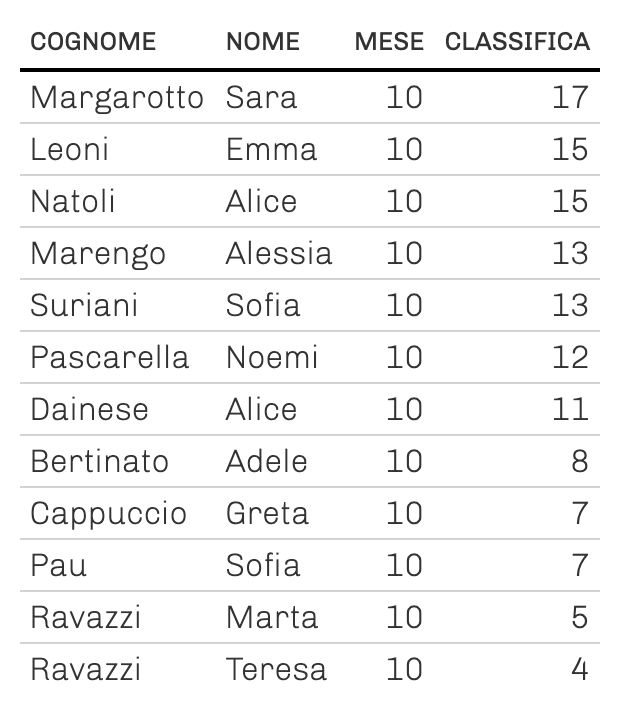 COGNOME NOME MESE CLASSIFICA
Margarotto Sara 10 17
Leoni Emma 10 15
Natoli Alice 10 15
Marengo Alessia 10 13
Suriani Sofia 10 13
Pascarella Noemi 10 12
Dainese Alice 10 11
Bertinato Adele 10 8
Cappuccio Greta 10 7
Pau Sofia 10 7
Ravazzi Marta 10 5
Ravazzi Teresa 10 4